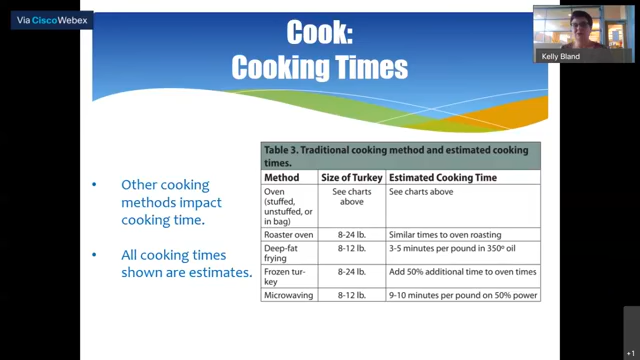 Via CiscoWebex
Cook:
Cooking Times
Kelly Bland
• Other cooking
methods impact
cooking time.
• All cooking times
shown are estimates.
Table 3. Traditional cooking method and estimated cooking
times.
Method Size of Turkey Estimated Cooking Time
Oven See charts See charts above
(stuffed, above
unstuffed, or
in bag)
Roaster oven 8-24 lb. Similar times to oven roasting
Deep-fat 8-12 lb. 3-5 minutes per pound in 350º oil
frying
Frozen tur- 8-24 lb. Add 50% additional time to oven times
key
Microwaving 8-12 lb. 9-10 minutes per pound on 50% power
+1